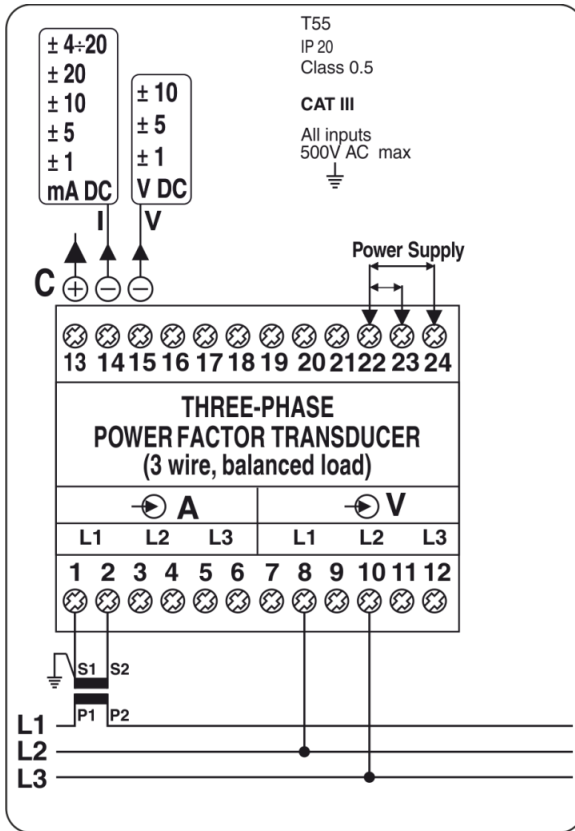 T55
IP 20
Class 0.5
CAT III
All inputs
500V AC max
± 4÷20
± 20
± 10
± 5
± 1
mA DC
± 10
± 5
± 1
V DC
I
V
Power Supply
C + − −
13 14 15 16 17 18 19 20 21 22 23 24
THREE-PHASE
POWER FACTOR TRANSDUCER
(3 wire, balanced load)
A V
L1 L2 L3 L1 L2 L3
1 2 3 4 5 6 7 8 9 10 11 12
S1 S2
P1 P2
L1
L2
L3